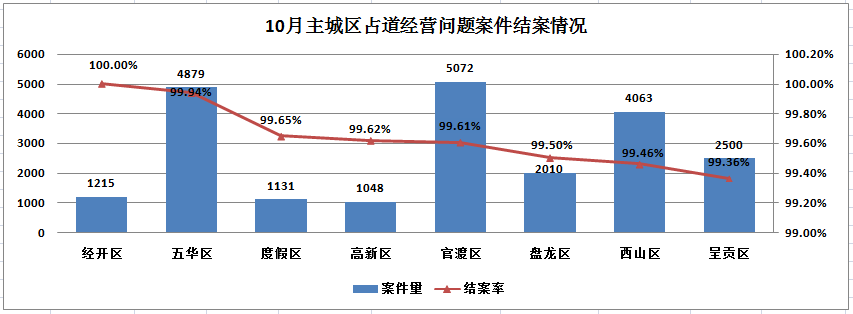 10月主城区占道经营问题案件结案情况
6000 100.20%
5000 100.00%
4000 99.80%
3000 99.60%
2000 99.40%
1000 99.20%
0 99.00%
100.00% 99.94% 99.65% 99.62% 99.61% 99.50% 99.46% 99.36%
1215 4879 1131 1048 5072 2010 4063 2500
经开区 五华区 度假区 高新区 官渡区 盘龙区 西山区 呈贡区
案件量 结案率